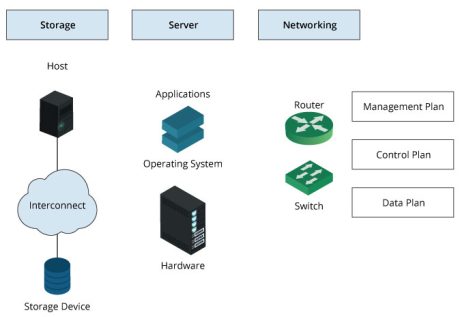 Storage
Server
Networking
Host
Interconnect
Storage Device
Applications
Operating System
Hardware
Router
Switch
Management Plan
Control Plan
Data Plan